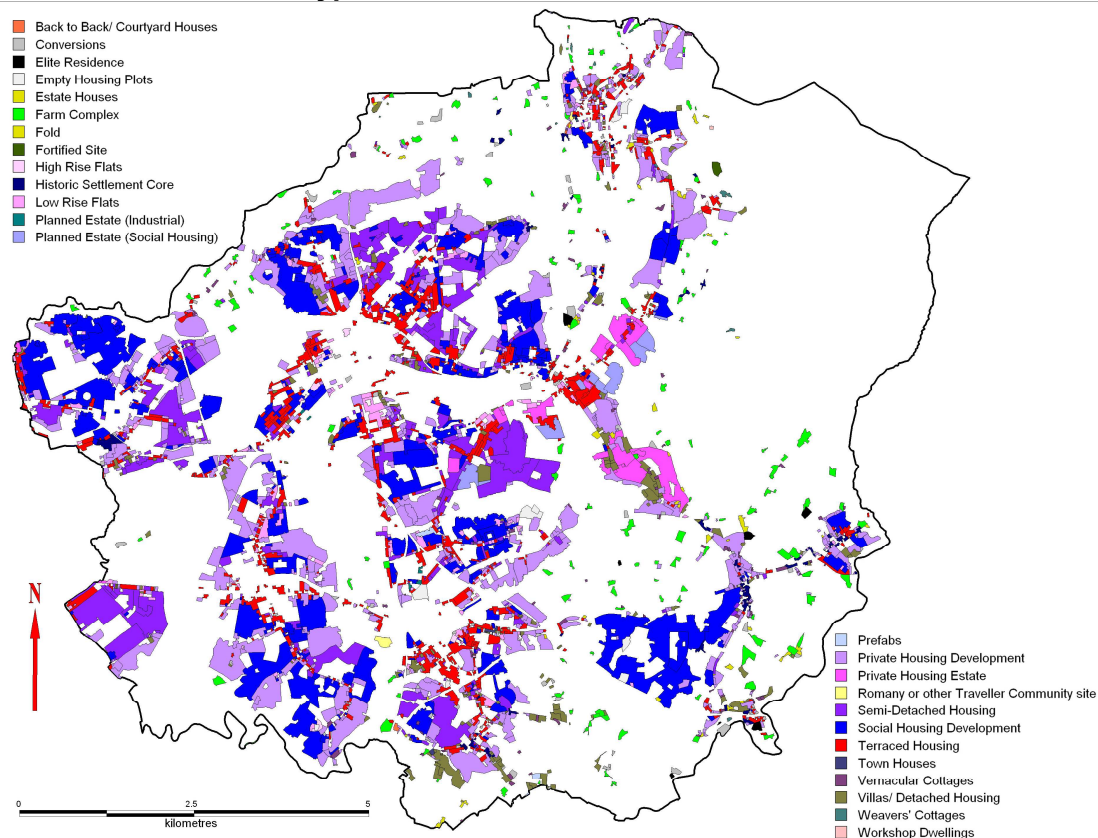 Back to Back/ Courtyard Houses
Conversions
Elite Residence
Empty Housing Plots
Estate Houses
Farm Complex
Fold
Fortified Site
High Rise Flats
Historic Settlement Core
Low Rise Flats
Planned Estate (Industrial)
Planned Estate (Social Housing)
N
Prefabs
Private Housing Development
Private Housing Estate
Romany or other Traveller Community site
Semi-Detached Housing
Social Housing Development
Terraced Housing
Town Houses
Vernacular Cottages
Villas/ Detached Housing
Weavers' Cottages
Workshop Dwellings
0 2.5 5
kilometres